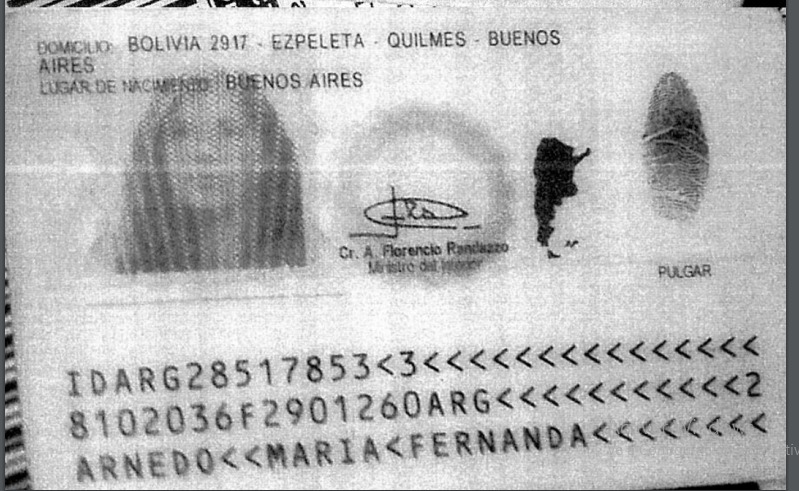 DOMICILIO: BOLIVIA 2917 - EZPELETA - QUILMES - BUENOS
AIRES
LUGAR DE NACIMIENTO: BUENOS AIRES
Cr. A. Florencio Randazzo
Ministro del Interior
PULGAR
IDARG28517853<3<<<<<<<<<<<<<<<
8102036F2901260ARG<<<<<<<<<<<2
ARNEDO<<MARIA<FERNANDA<<<<<<<<